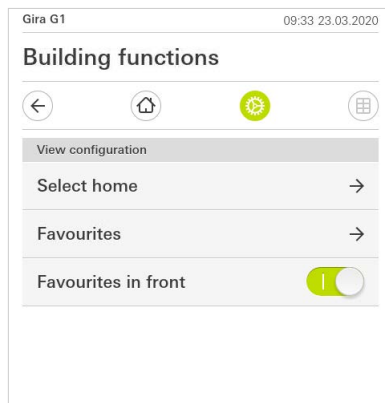 Gira G1 09:33 23.03.2020
Building functions
View configuration
Select home
Favourites
Favourites in front